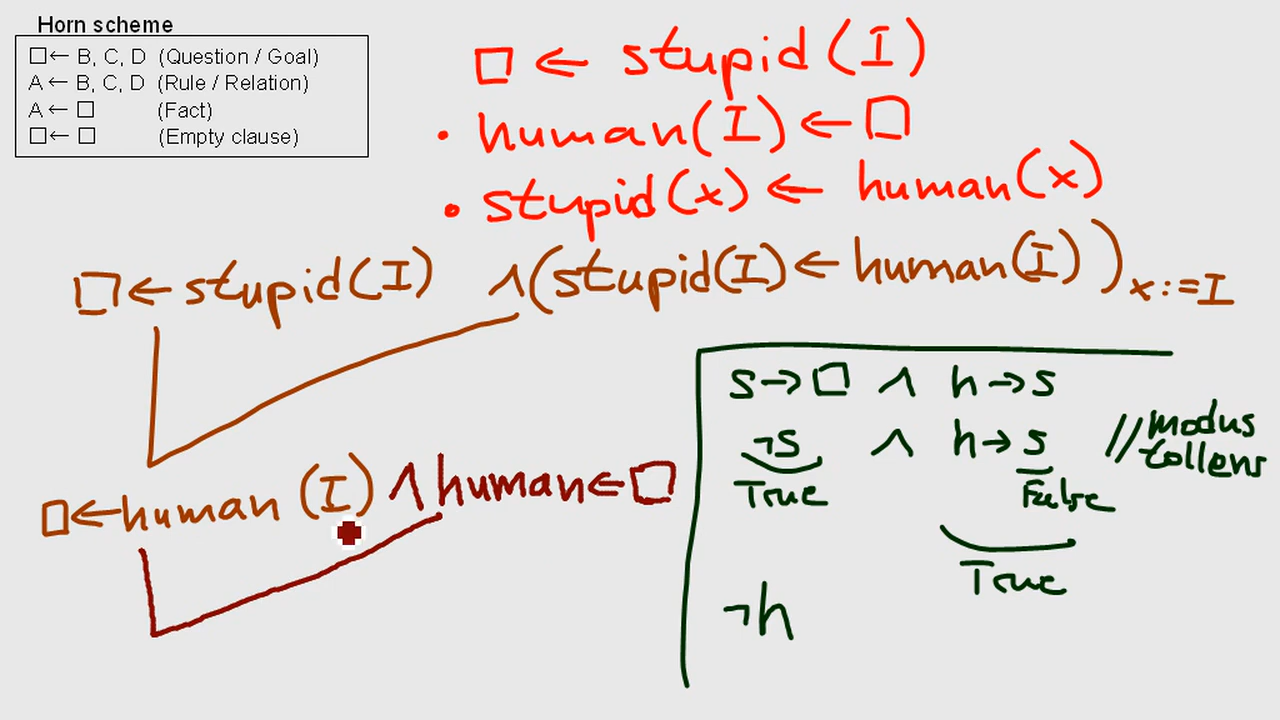 Horn scheme
□← B, C, D (Question / Goal)
A ← B, C, D (Rule / Relation)
A ← □ (Fact)
□← □ (Empty clause)
□ ← stupid(I)
• human(I) ← □
• stupid(x) ← human(x)
□ ← stupid(I) ∧(stupid(I) ← human(I))x:=I
□←human(I) ∧ human←□
s→□ ∧ h→s
¬s ∧ h→s // modus tollens
True False
True
¬h